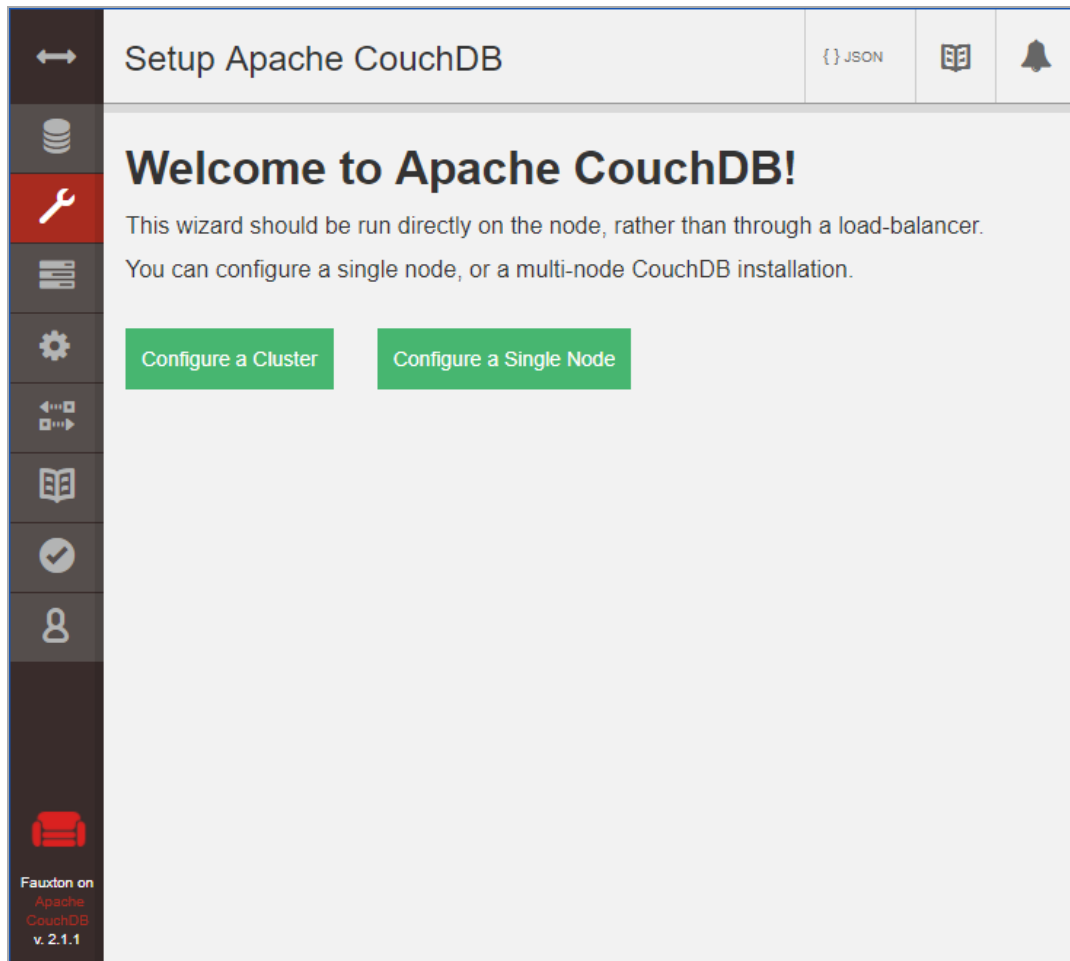 Setup Apache CouchDB
{ } JSON
Welcome to Apache CouchDB!
This wizard should be run directly on the node, rather than through a load-balancer.
You can configure a single node, or a multi-node CouchDB installation.
Configure a Cluster
Configure a Single Node
Fauxton on
Apache
CouchDB
v. 2.1.1